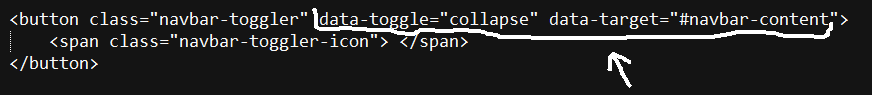 <button class="navbar-toggler" data-toggle="collapse" data-target="#navbar-content">
<span class="navbar-toggler-icon"> </span>
</button>